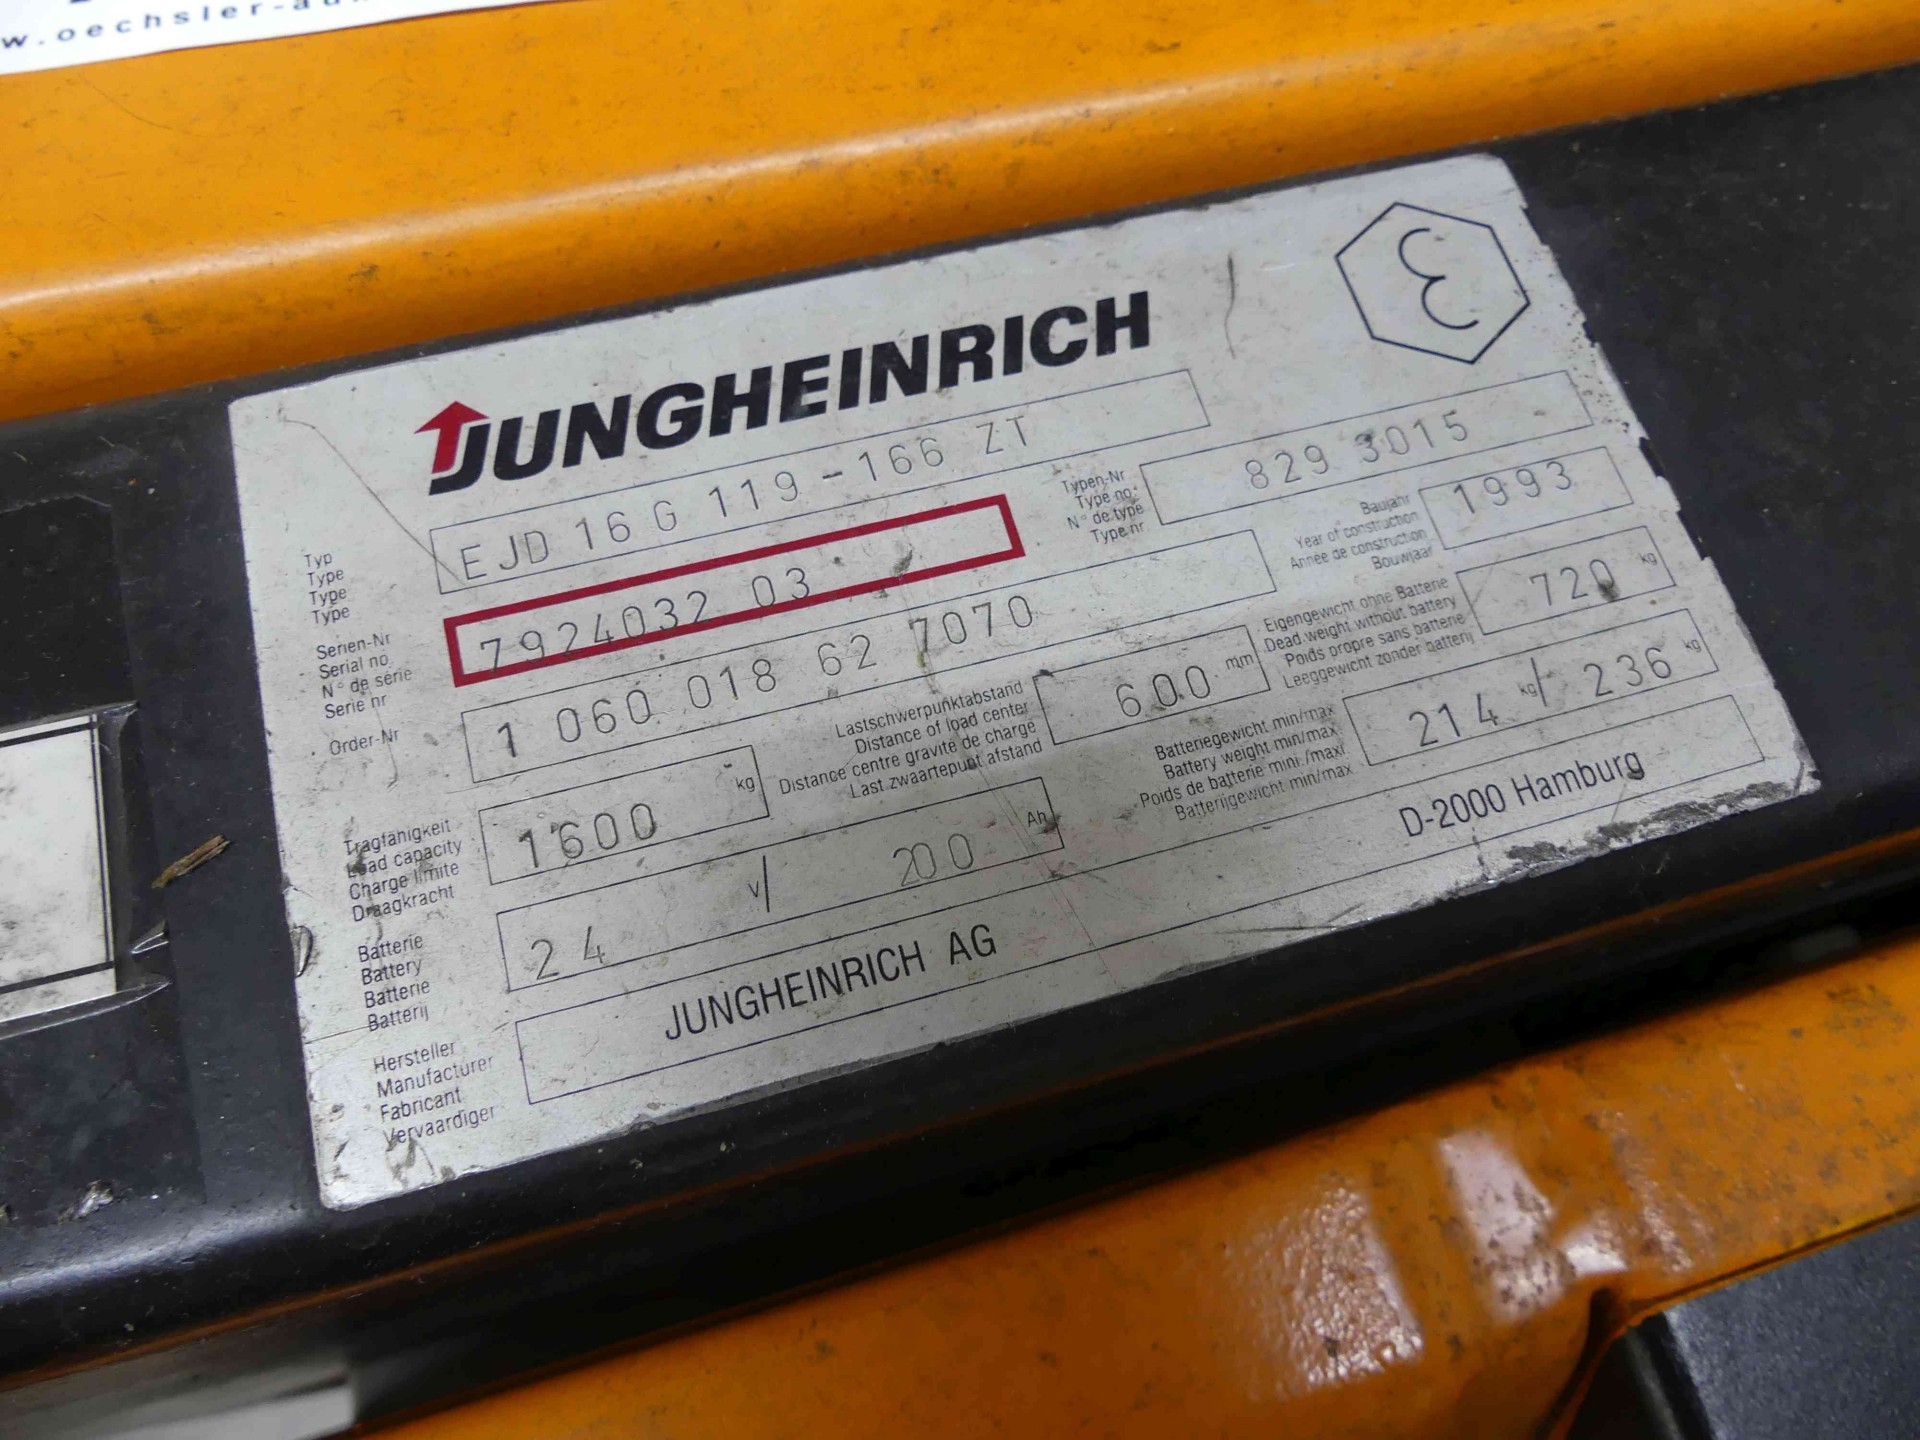 w.oechsler-au
JUNGHEINRICH
Typ
Type
Type
Type
EJD 16 G 119-166 ZT
Serien-Nr
Serial no.
N° de série
Serie nr
7924032 03
Typen-Nr
Type no.
N° de type
Type nr
829 3015
Order-Nr
1 060 018 62 7070
Baujahr
Year of construction
Année de construction
Bouwjaar
1993
Tragfähigkeit
Load capacity
Charge limite
Draagkracht
1600 kg
Lastschwerpunktabstand
Distance of load center
Distance centre gravité de charge
Last zwaartepunt afstand
600 mm
Eigengewicht ohne Batterie
Dead weight without battery
Poids propre sans batterie
Leeggewicht zonder batterij
720 kg
Batterie
Battery
Batterie
Batterij
24 V/ 200 Ah
Batteriegewicht min/max
Battery weight min/max
Poids de batterie mini./maxi
Batterijgewicht min/max
214 kg/ 236 kg
Hersteller
Manufacturer
Fabricant
Vervaardiger
JUNGHEINRICH AG
D-2000 Hamburg